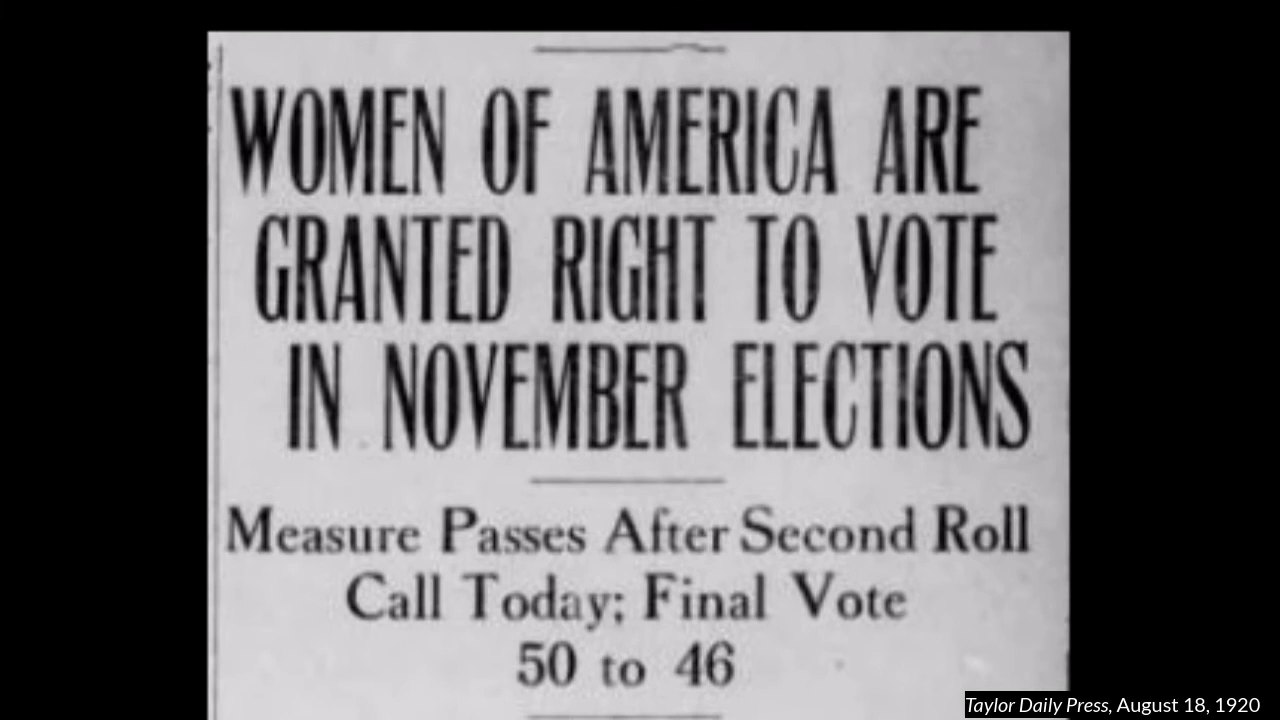 WOMEN OF AMERICA ARE
GRANTED RIGHT TO VOTE
IN NOVEMBER ELECTIONS
Measure Passes After Second Roll
Call Today; Final Vote
50 to 46
Taylor Daily Press, August 18, 1920